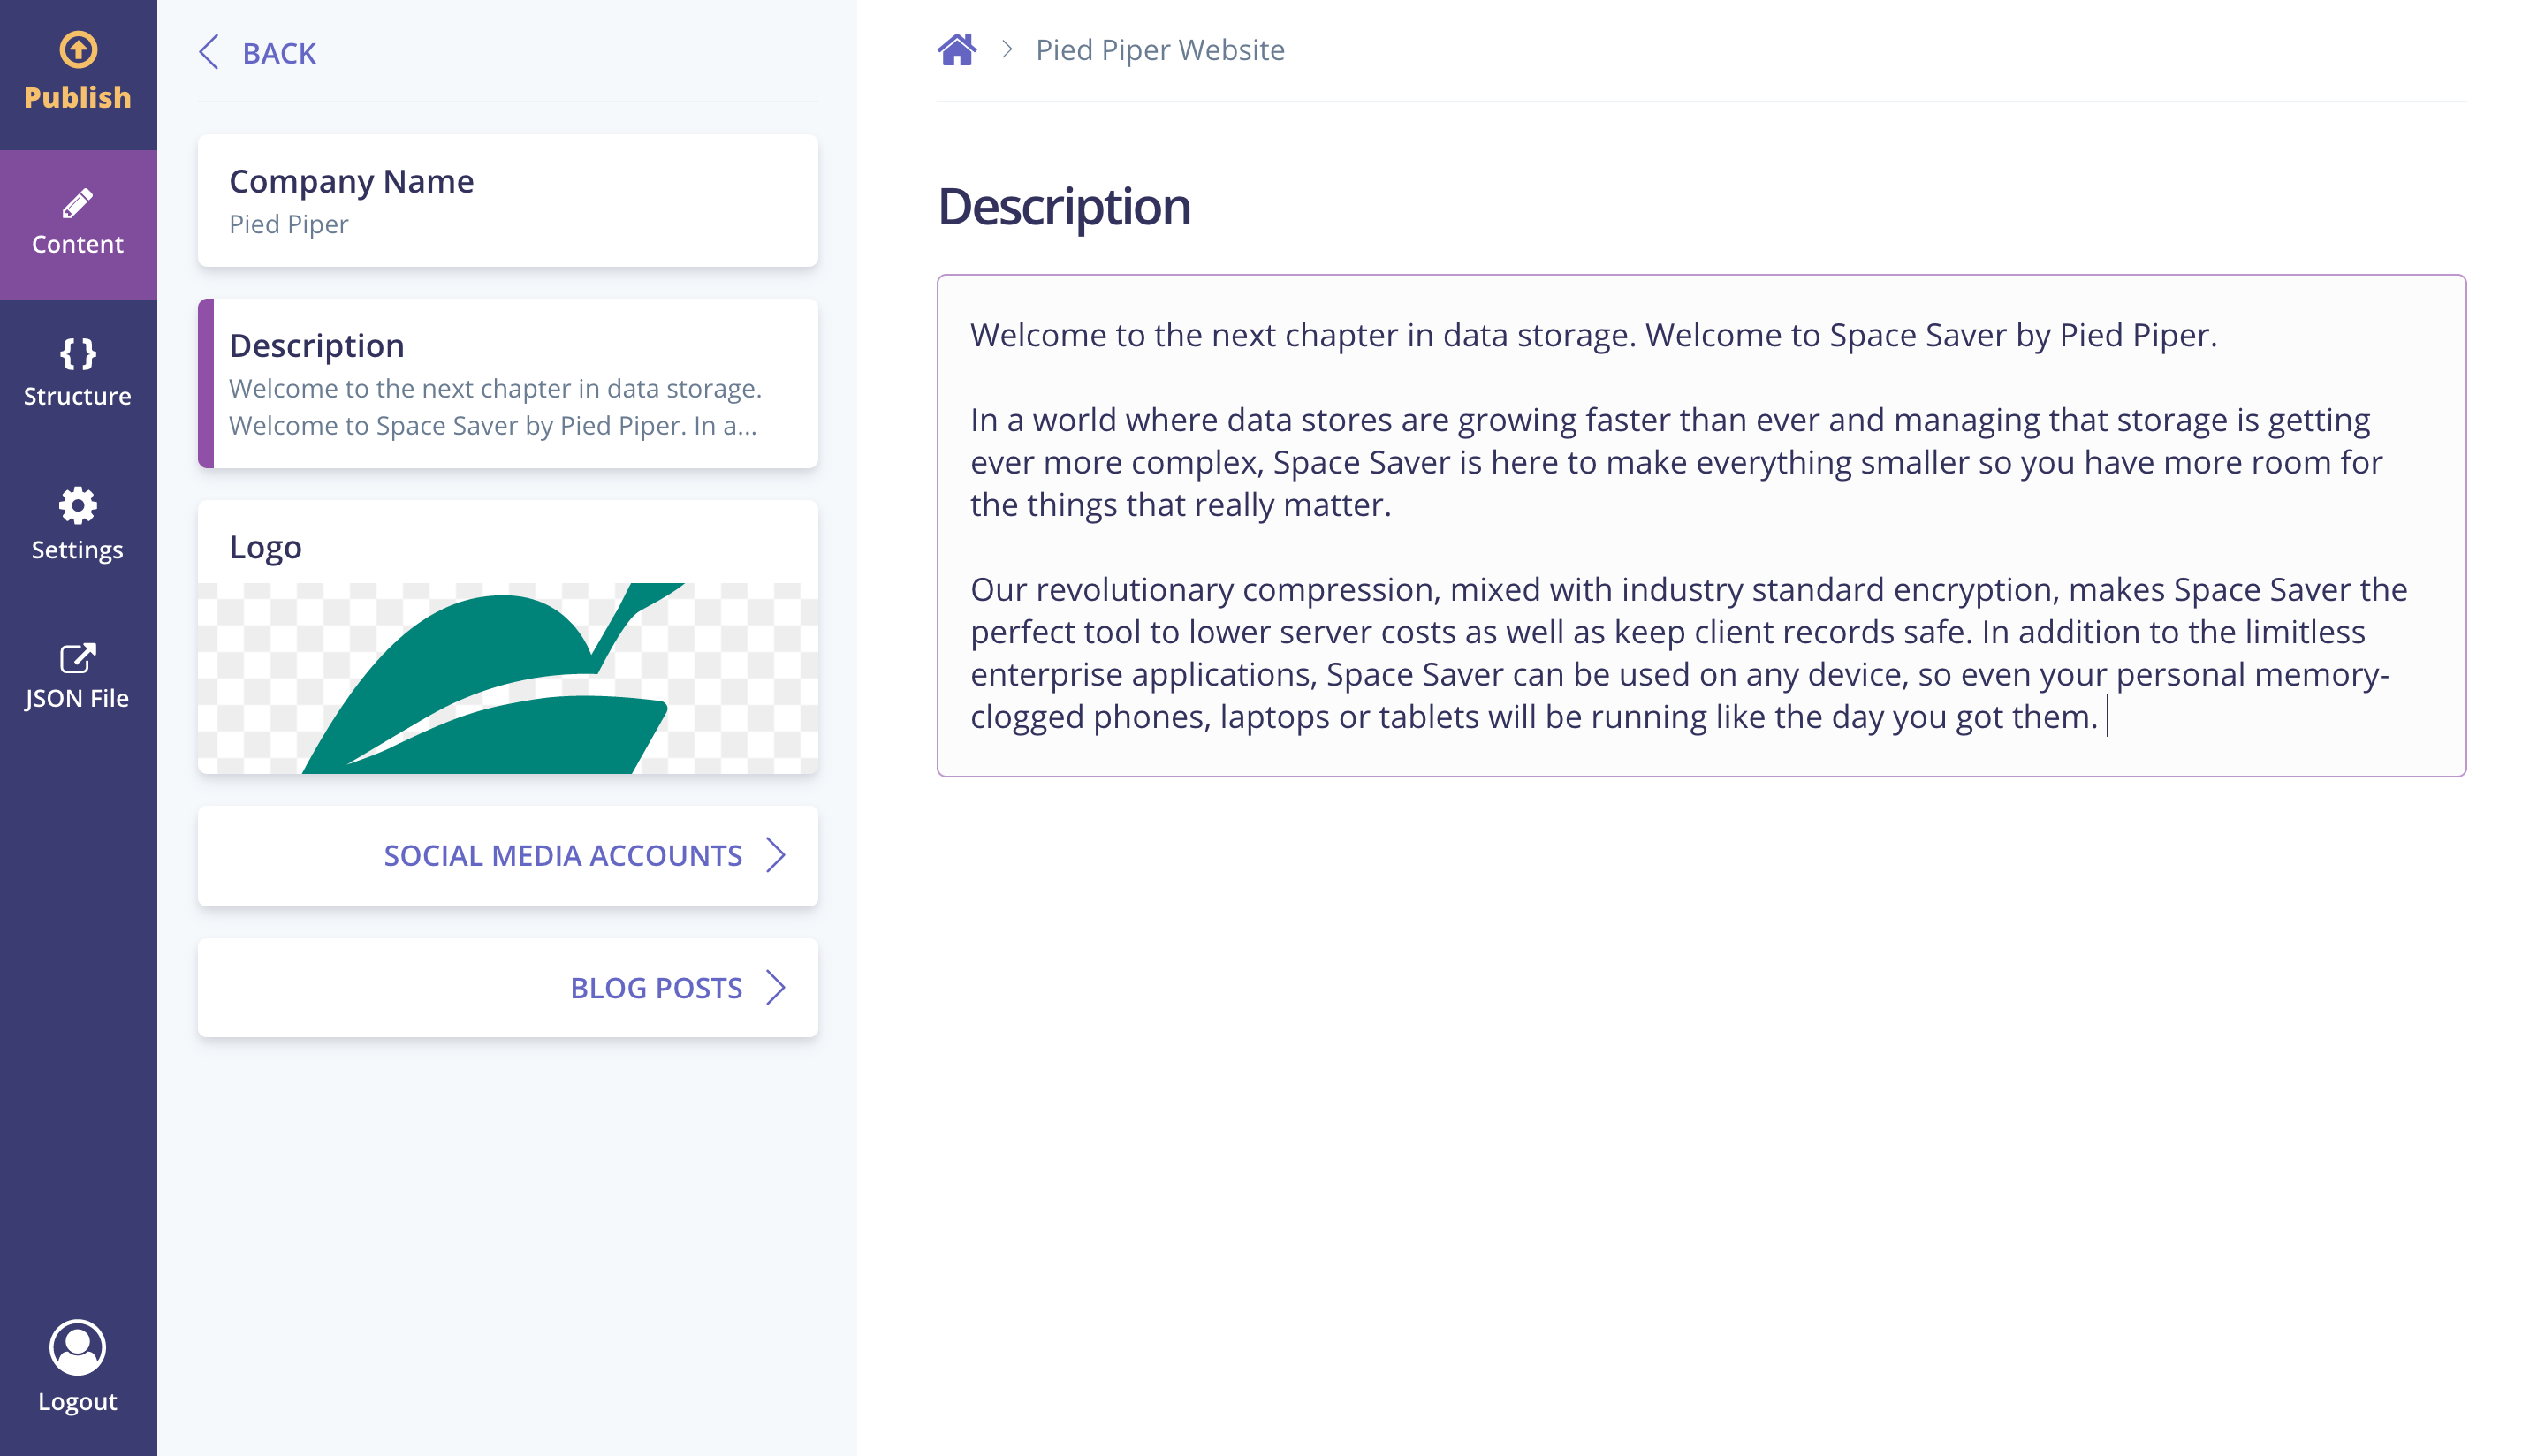 Publish
Content
Structure
Settings
JSON File
Logout
BACK
Company Name
Pied Piper
Description
Welcome to the next chapter in data storage.
Welcome to Space Saver by Pied Piper. In a...
Logo
SOCIAL MEDIA ACCOUNTS
BLOG POSTS
Pied Piper Website
Description
Welcome to the next chapter in data storage. Welcome to Space Saver by Pied Piper.
In a world where data stores are growing faster than ever and managing that storage is getting
ever more complex, Space Saver is here to make everything smaller so you have more room for
the things that really matter.
Our revolutionary compression, mixed with industry standard encryption, makes Space Saver the
perfect tool to lower server costs as well as keep client records safe. In addition to the limitless
enterprise applications, Space Saver can be used on any device, so even your personal memory-
clogged phones, laptops or tablets will be running like the day you got them.